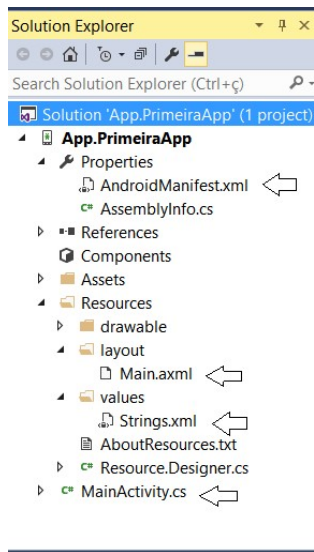 Solution Explorer
Search Solution Explorer (Ctrl+ç)
Solution 'App.PrimeiraApp' (1 project)
App.PrimeiraApp
Properties
AndroidManifest.xml
AssemblyInfo.cs
References
Components
Assets
Resources
drawable
layout
Main.axml
values
Strings.xml
AboutResources.txt
Resource.Designer.cs
MainActivity.cs